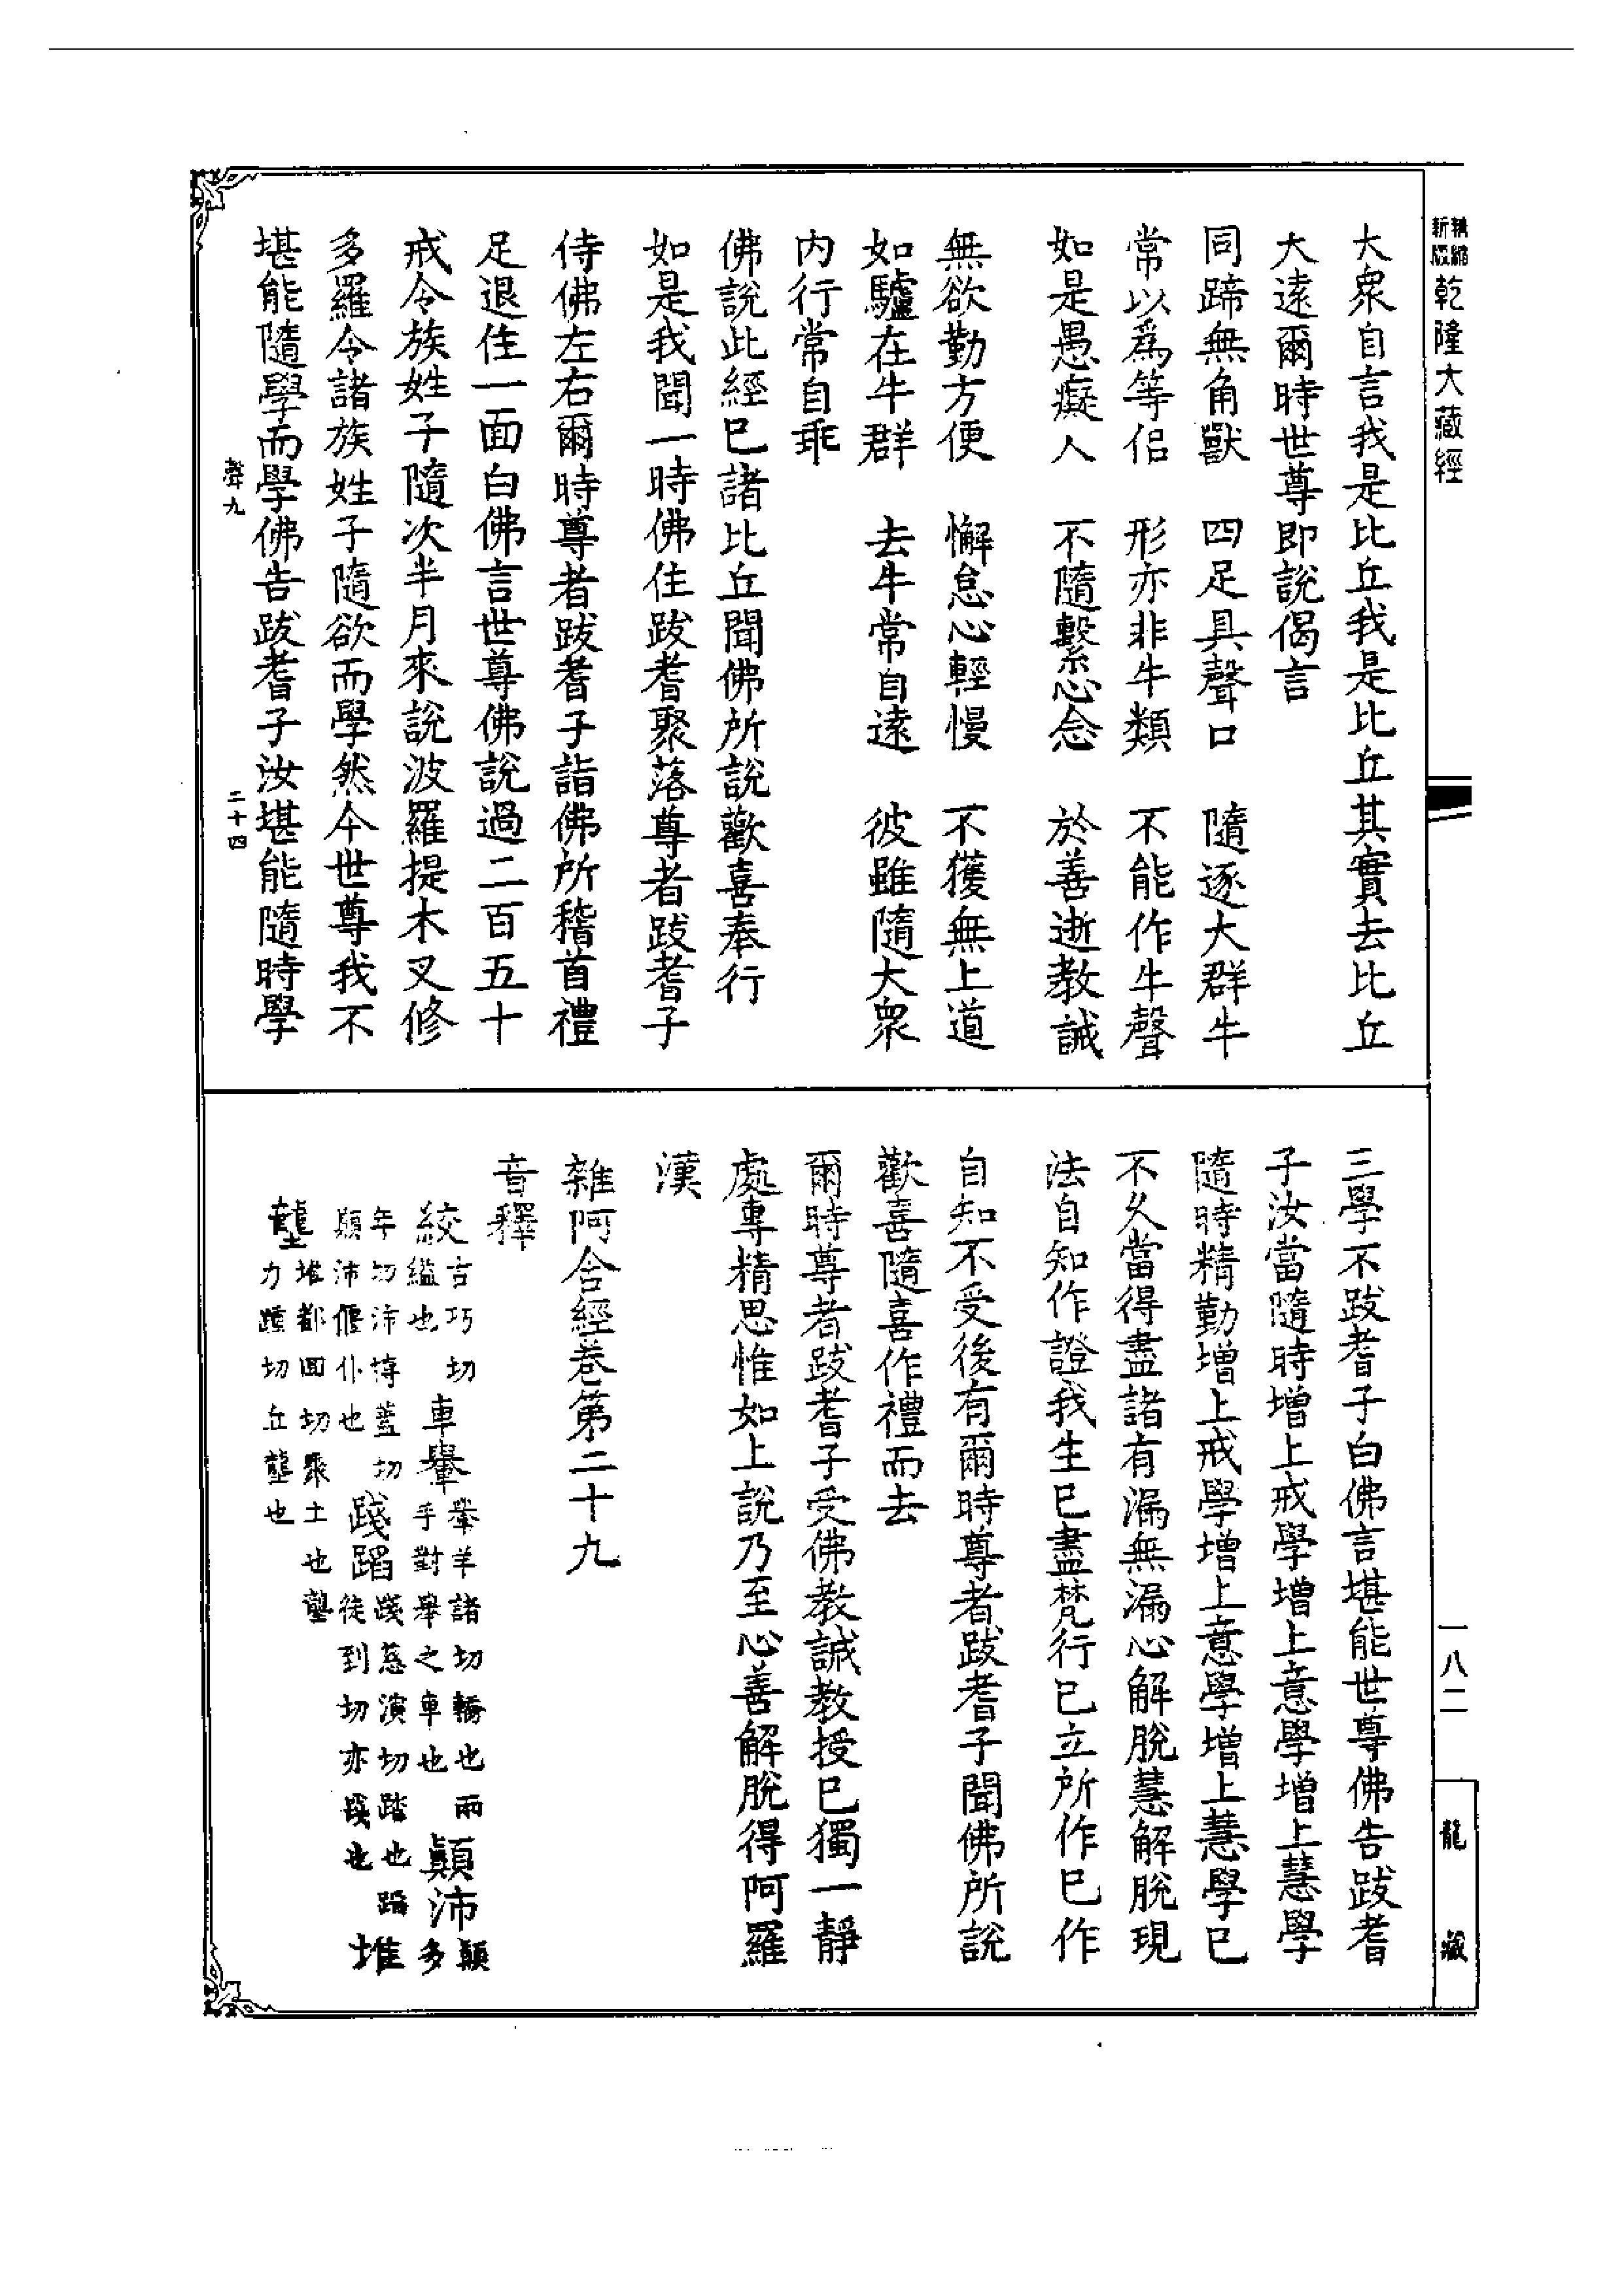 新縮
版編 乾隆大藏經
大衆自言我是比丘我是比丘其實去比丘
大遠爾時世尊即說偈言
同蹄無角獸　四足具聲口　隨逐大群牛
常以爲等侶　形亦非牛類　不能作牛聲
如是愚癡人　不隨繫心念　於善逝教誡
無欲勤方便　懈怠心輕慢　不獲無上道
如驢在牛群　去牛常自遠　彼雖隨大衆
内行常自乖
佛說此經已諸比丘聞佛所說歡喜奉行
如是我聞一時佛住跋耆聚落尊者跋耆子
侍佛左右爾時尊者跋耆子詣佛所稽首禮
足退住一面白佛言世尊佛說過二百五十
戒令族姓子隨次半月來說波羅提木叉修
多羅令諸族姓子隨欲而學然今世尊我不
堪能隨學而學佛告跋耆子汝堪能隨時學
聲九　二十四
三學不跋耆子白佛言堪能世尊佛告跋耆
子汝當隨時增上戒學增上意學增上慧學
隨時精勤增上戒學增上意學增上慧學已
不久當得盡諸有漏無漏心解脫慧解脫現
法自知作證我生已盡梵行已立所作已作
自知不受後有爾時尊者跋耆子聞佛所說
歡喜隨喜作禮而去
爾時尊者跋耆子受佛教誡教授已獨一靜
處專精思惟如上說乃至心善解脫得阿羅
漢
雜阿含經卷第二十九
音釋
絞 古巧切縊也 車轝 轝羊諸切轎也兩手對舉之車也 顛沛 顛多
年切沛博蓋切顛沛偃仆也 踐蹈 踐慈演切踏也蹈徒到切亦踐也 堆
壟 堆都回切聚土也壟力踵切丘壟也
一八二
龍藏